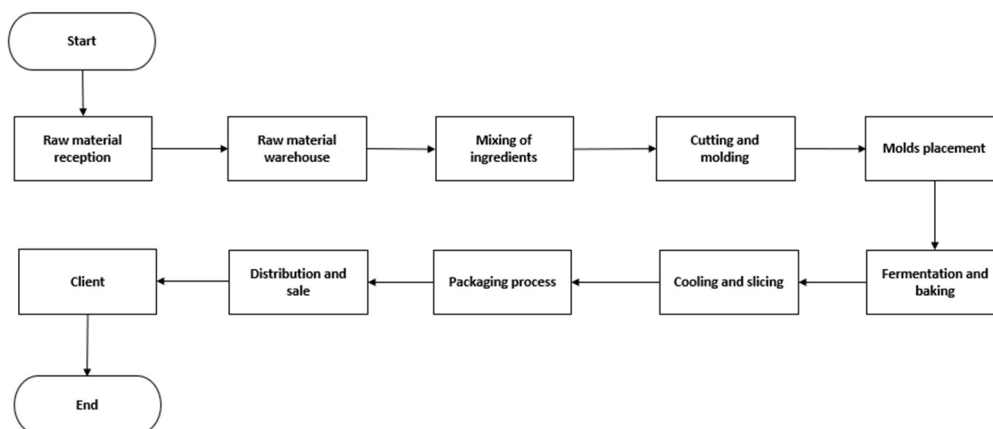 Start
Raw material
reception
Raw material
warehouse
Mixing of
ingredients
Cutting and
molding
Molds placement
Fermentation and
baking
Cooling and slicing
Packaging process
Distribution and
sale
Client
End